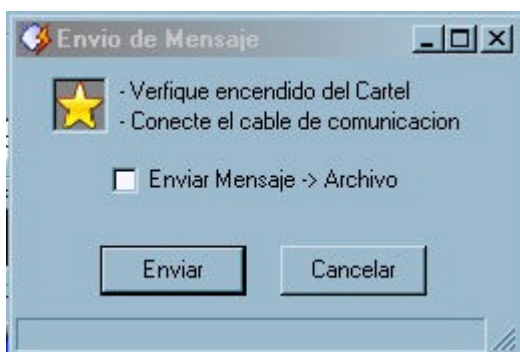 Envio de Mensaje
- Verfique encendido del Cartel
- Conecte el cable de comunicacion
Enviar Mensaje -> Archivo
Enviar
Cancelar